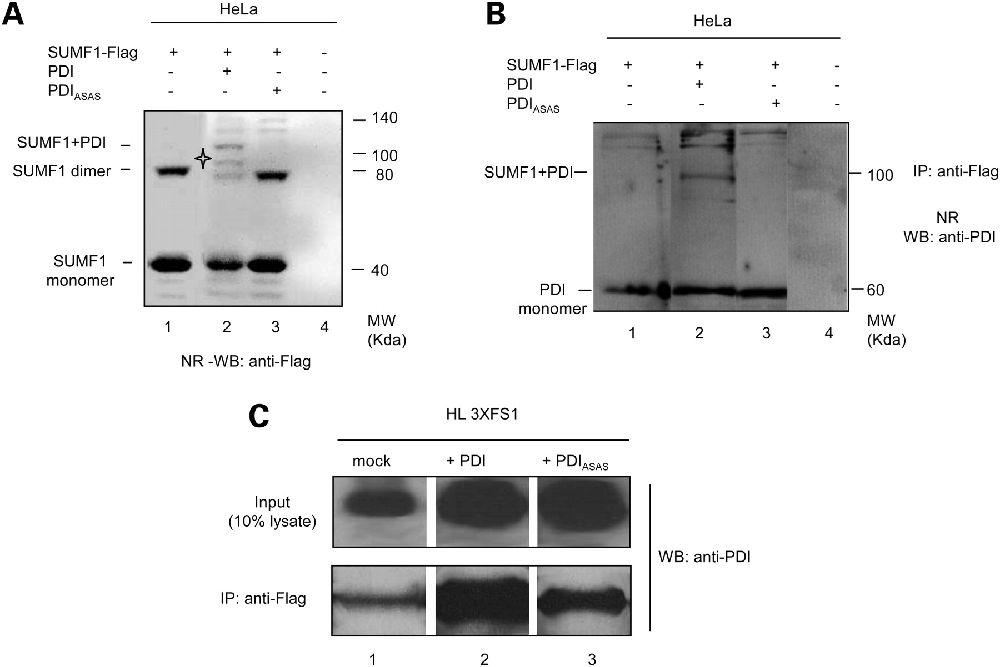 A
HeLa
SUMF1-Flag + + + -
PDI - + - -
PDIASAS - - + -
140
SUMF1+PDI
100
SUMF1 dimer
80
SUMF1
monomer
40
1 2 3 4
MW
(Kda)
NR -WB: anti-Flag
B
HeLa
SUMF1-Flag + + + -
PDI - + - -
PDIASAS - - + -
SUMF1+PDI
100
IP: anti-Flag
NR
WB: anti-PDI
PDI
monomer
60
1 2 3 4
MW
(Kda)
C
HL 3XFS1
mock + PDI + PDIASAS
Input
(10% lysate)
WB: anti-PDI
IP: anti-Flag
1 2 3